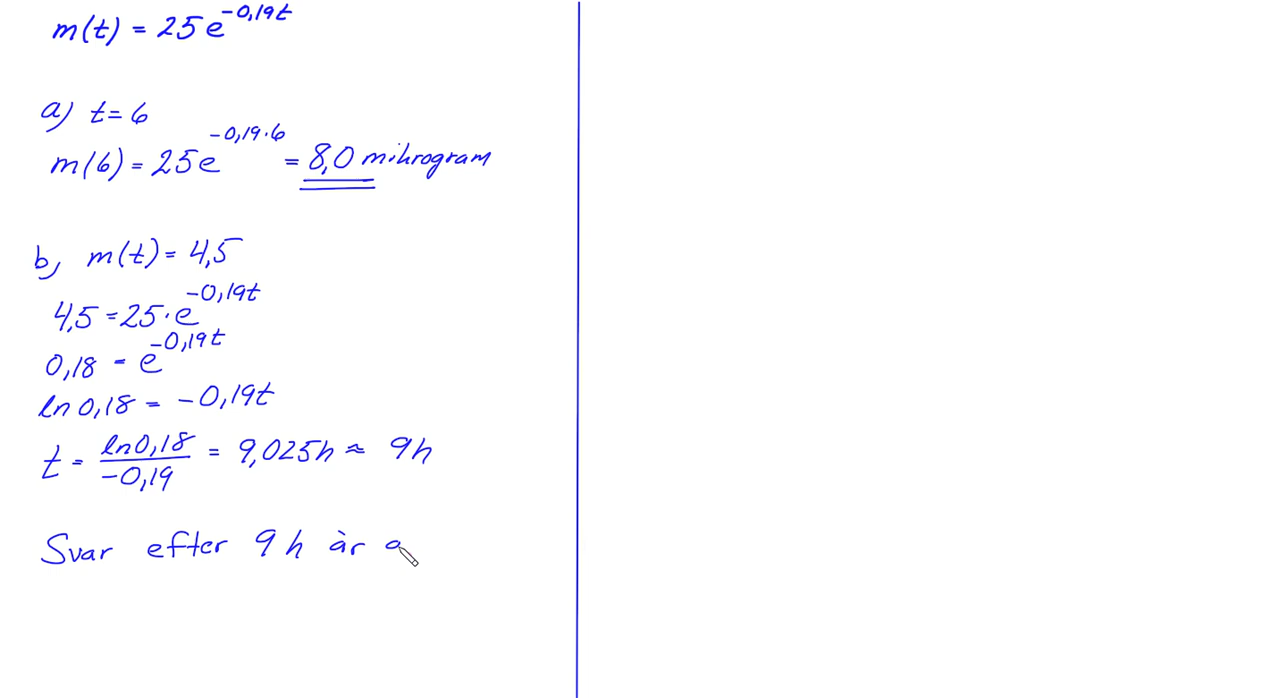 m(t) = 25e^-0,19t
a) t = 6
m(6) = 25e^-0,19·6 = 8,0 mikrogram
b) m(t) = 4,5
4,5 = 25·e^-0,19t
0,18 = e^-0,19t
ln 0,18 = -0,19t
t = ln0,18/-0,19 = 9,025h ≈ 9h
Svar efter 9 h är